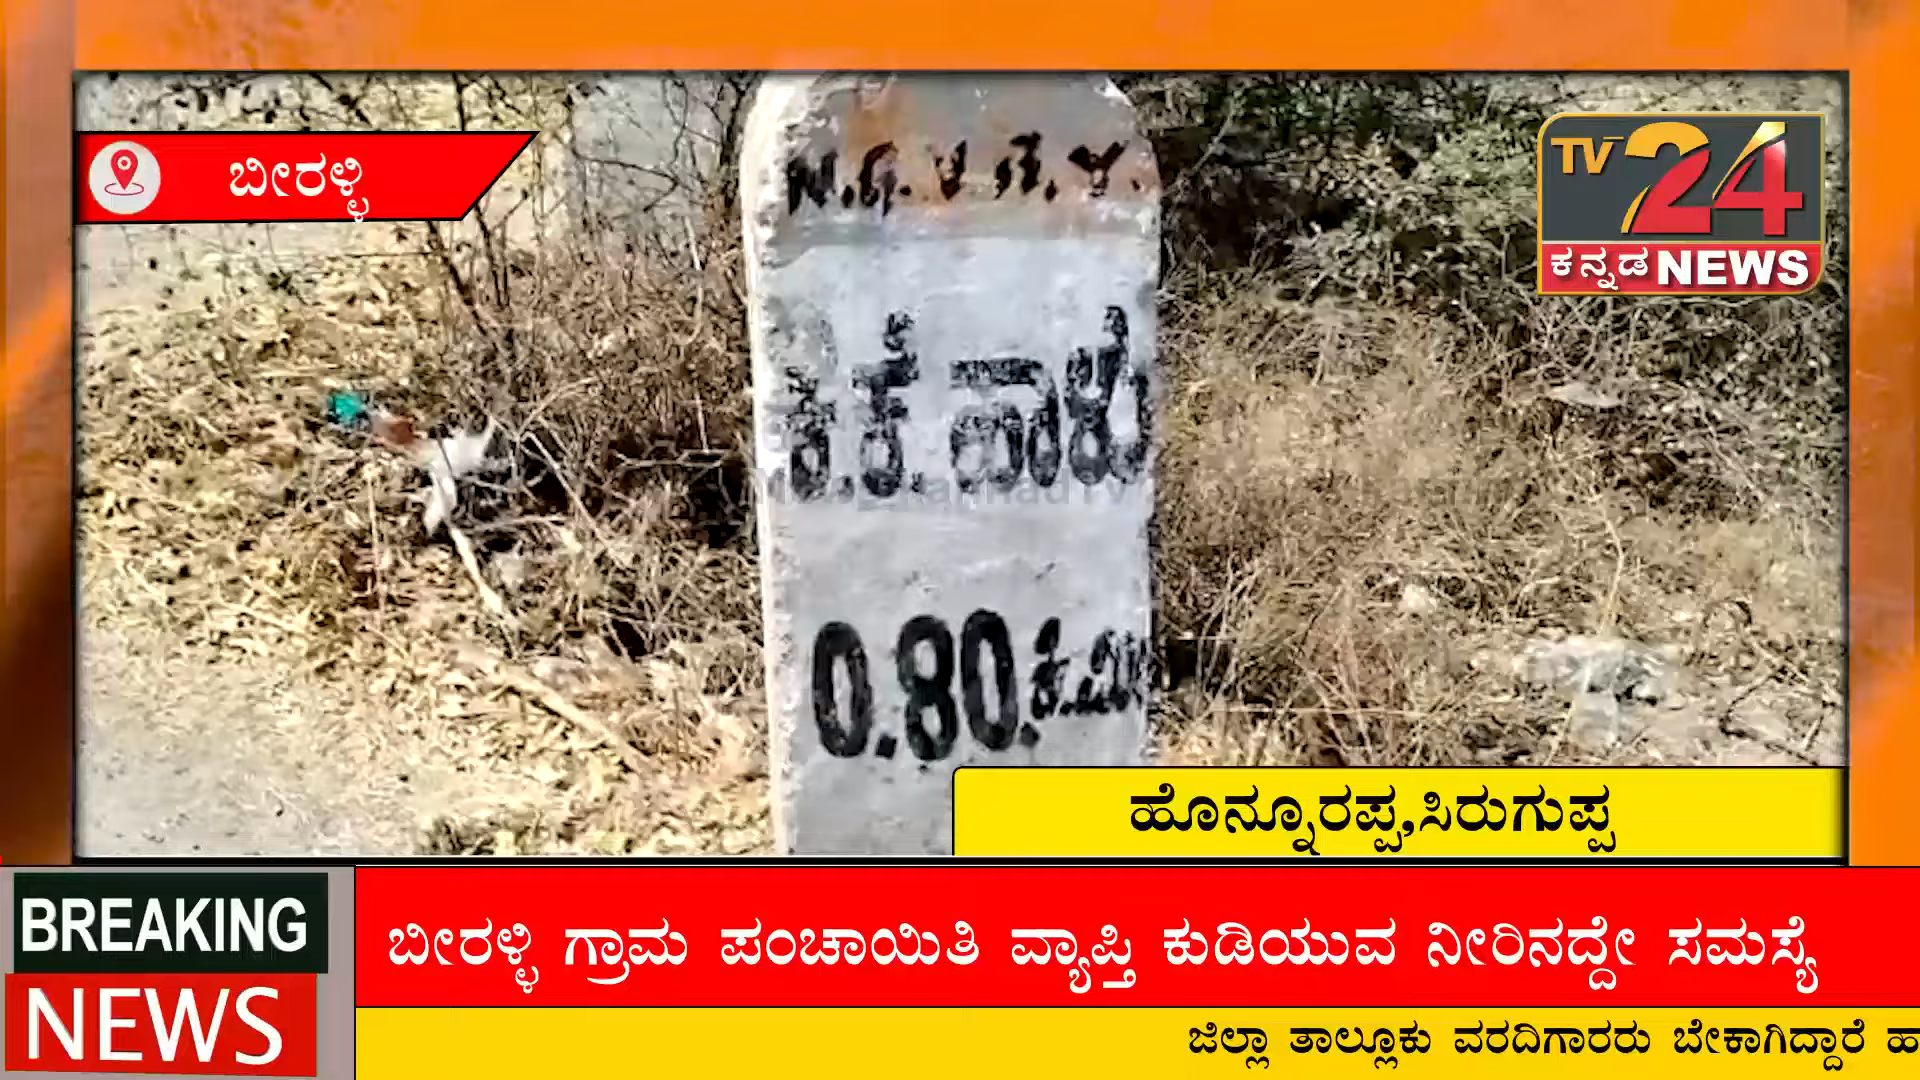 ಬೀರಳ್ಳಿ
TV 24
ಕನ್ನಡ NEWS
0.80.ಕಿ.ಮೀ
ಹೊನ್ನೂರಪ್ಪ,ಸಿರುಗುಪ್ಪ
BREAKING
NEWS
ಬೀರಳ್ಳಿ ಗ್ರಾಮ ಪಂಚಾಯಿತಿ ವ್ಯಾಪ್ತಿ ಕುಡಿಯುವ ನೀರಿನದ್ದೇ ಸಮಸ್ಯೆ
ಜಿಲ್ಲಾ ತಾಲ್ಲೂಕು ವರದಿಗಾರರು ಬೇಕಾಗಿದ್ದಾರೆ ಹ